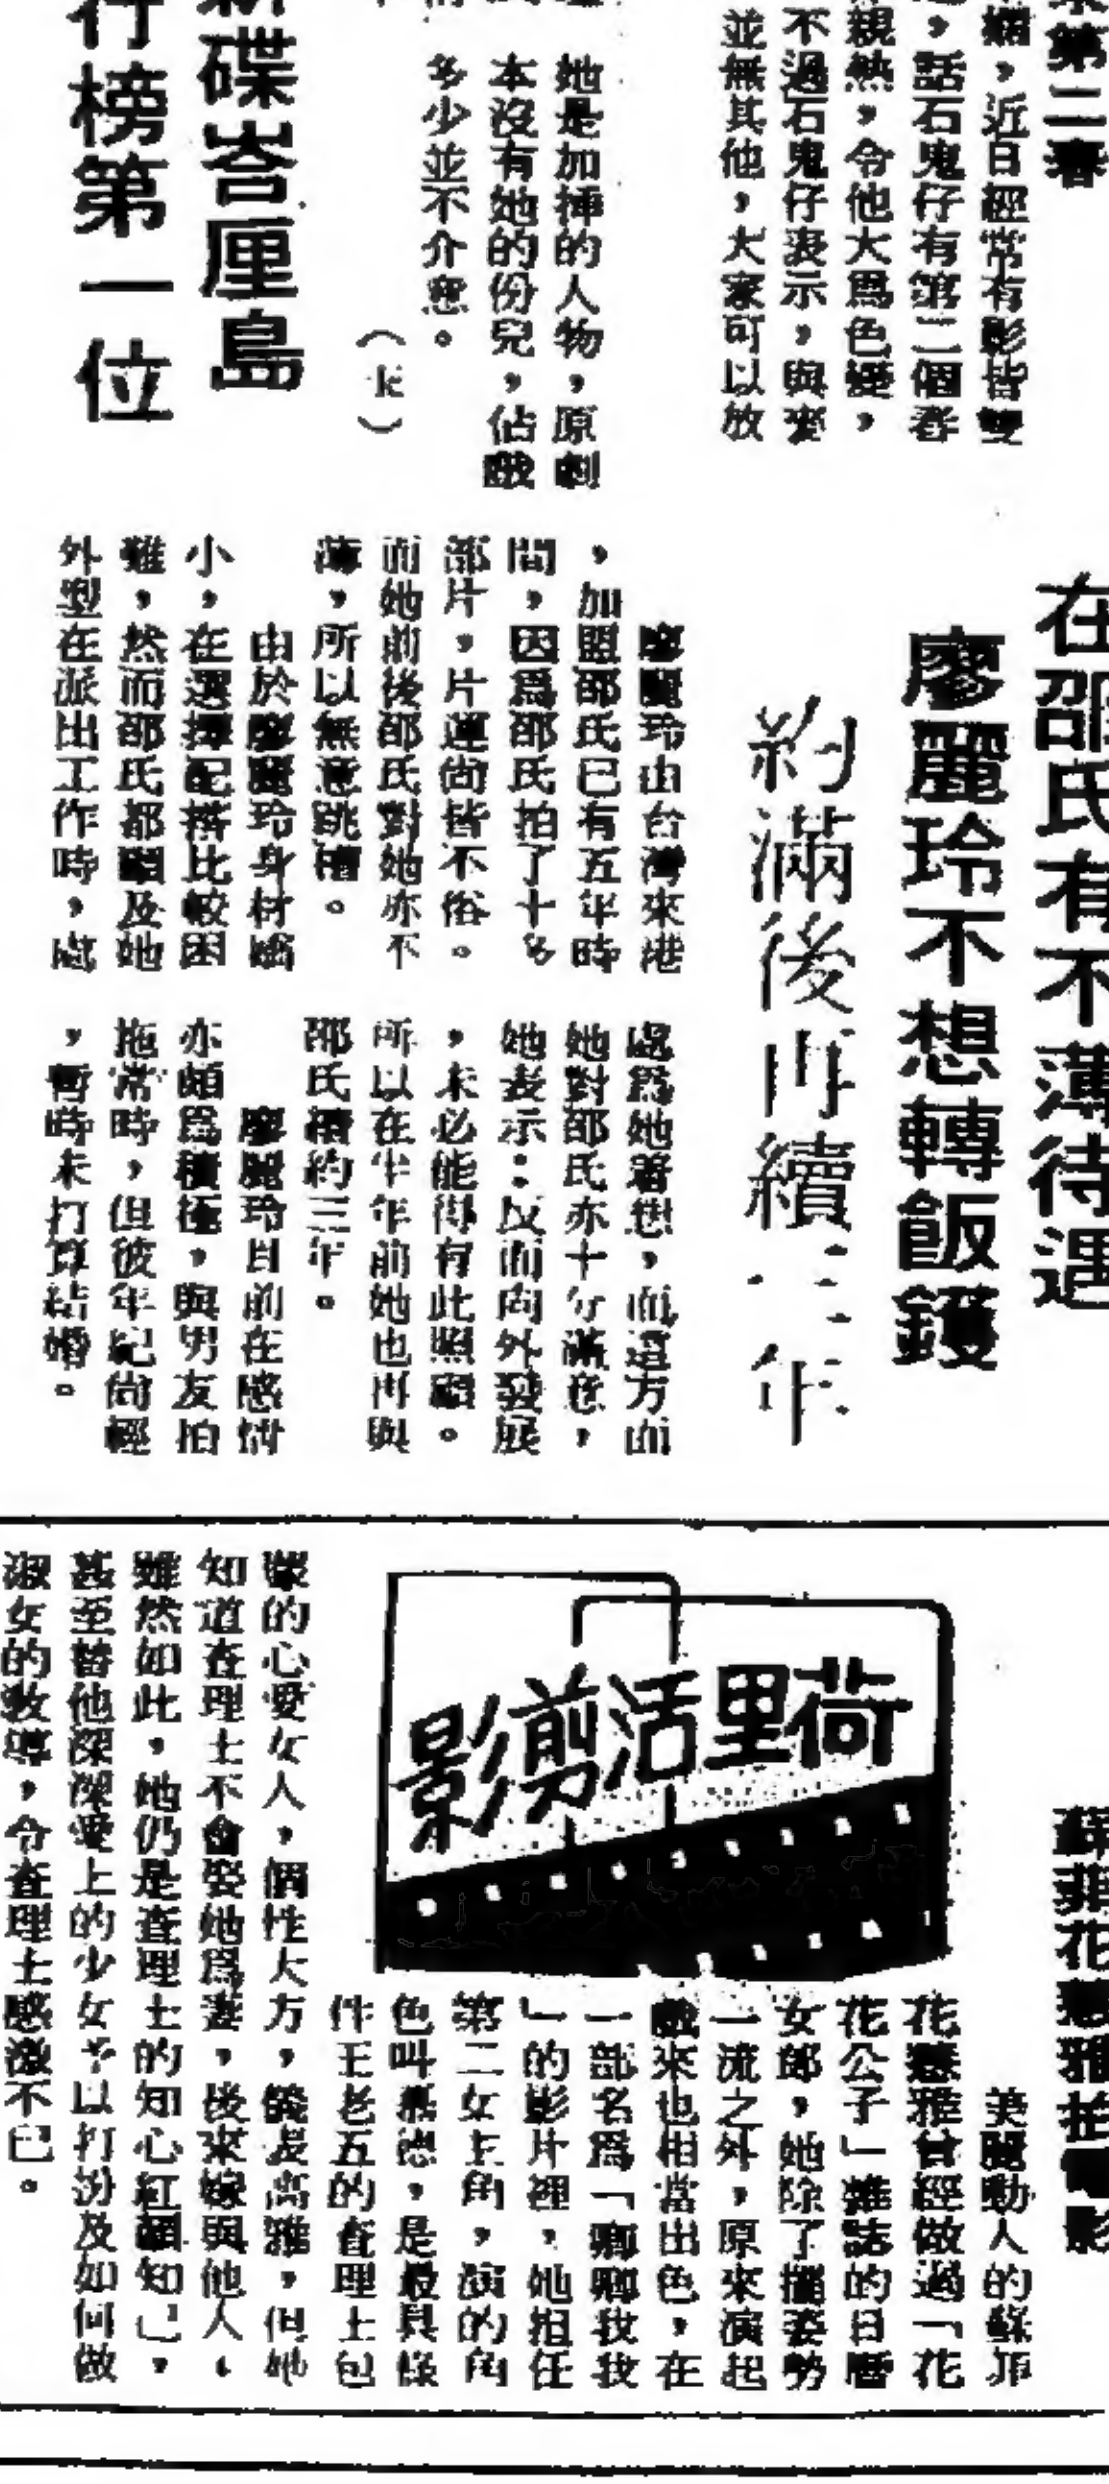 第二春
嫺，近日經常有影皆雙
，話石鬼仔有第二個春
親熱，令他大爲色變，
不過石鬼仔表示，與
並無其他，大家可以放
她是加插的人物，原劇
本沒有她的份兒，佔戲
多少並不介意。
（k）
新碟峇厘島
行榜第一位
在邵氏有不薄待遇
廖麗玲不想轉飯鑊
約滿後再續三年
廖麗玲由台灣來港
，加盟邵氏已有五年時
間，因爲邵氏拍了十多
部片，片運尚皆不俗。
而她前後邵氏對她亦不
薄，所以無意跳槽。
由於廖麗玲身材嬌
小，在選擇配搭比較困
難，然而邵氏都顧及她
外型在派出工作時，處
處爲她著想，而這方面
她對邵氏亦十分滿意，
她表示：反而向外發展
，未必能得有此照顧。
所以在半年前她也再與
邵氏續約三年。
廖麗玲目前在感情
亦頗爲積極，與男友拍
拖常時，但彼年紀尚輕
，暫時未打算結婚。
蘇菲花慧雅拍電影
荷里活剪影
美麗動人的蘇菲
花慧雅曾經做過「花
花公子」雜誌的日曆
女郎，她除了擺姿勢
一流之外，原來演起
戲來也相當出色，在
一部名爲「卿卿我我
」的影片裡，她担任
第二女主角，演的角
色叫慕德，是最具條
件王老五的查理士包
的心愛女人，個性大方，儀表高雅，但她
知道查理士不會娶她爲妻，後來嫁與他人，
雖然如此，她仍是查理士的知心紅顏知己，
甚至替他深深愛上的少女予以打扮及如何做
淑女的教導，令查理士感激不已。